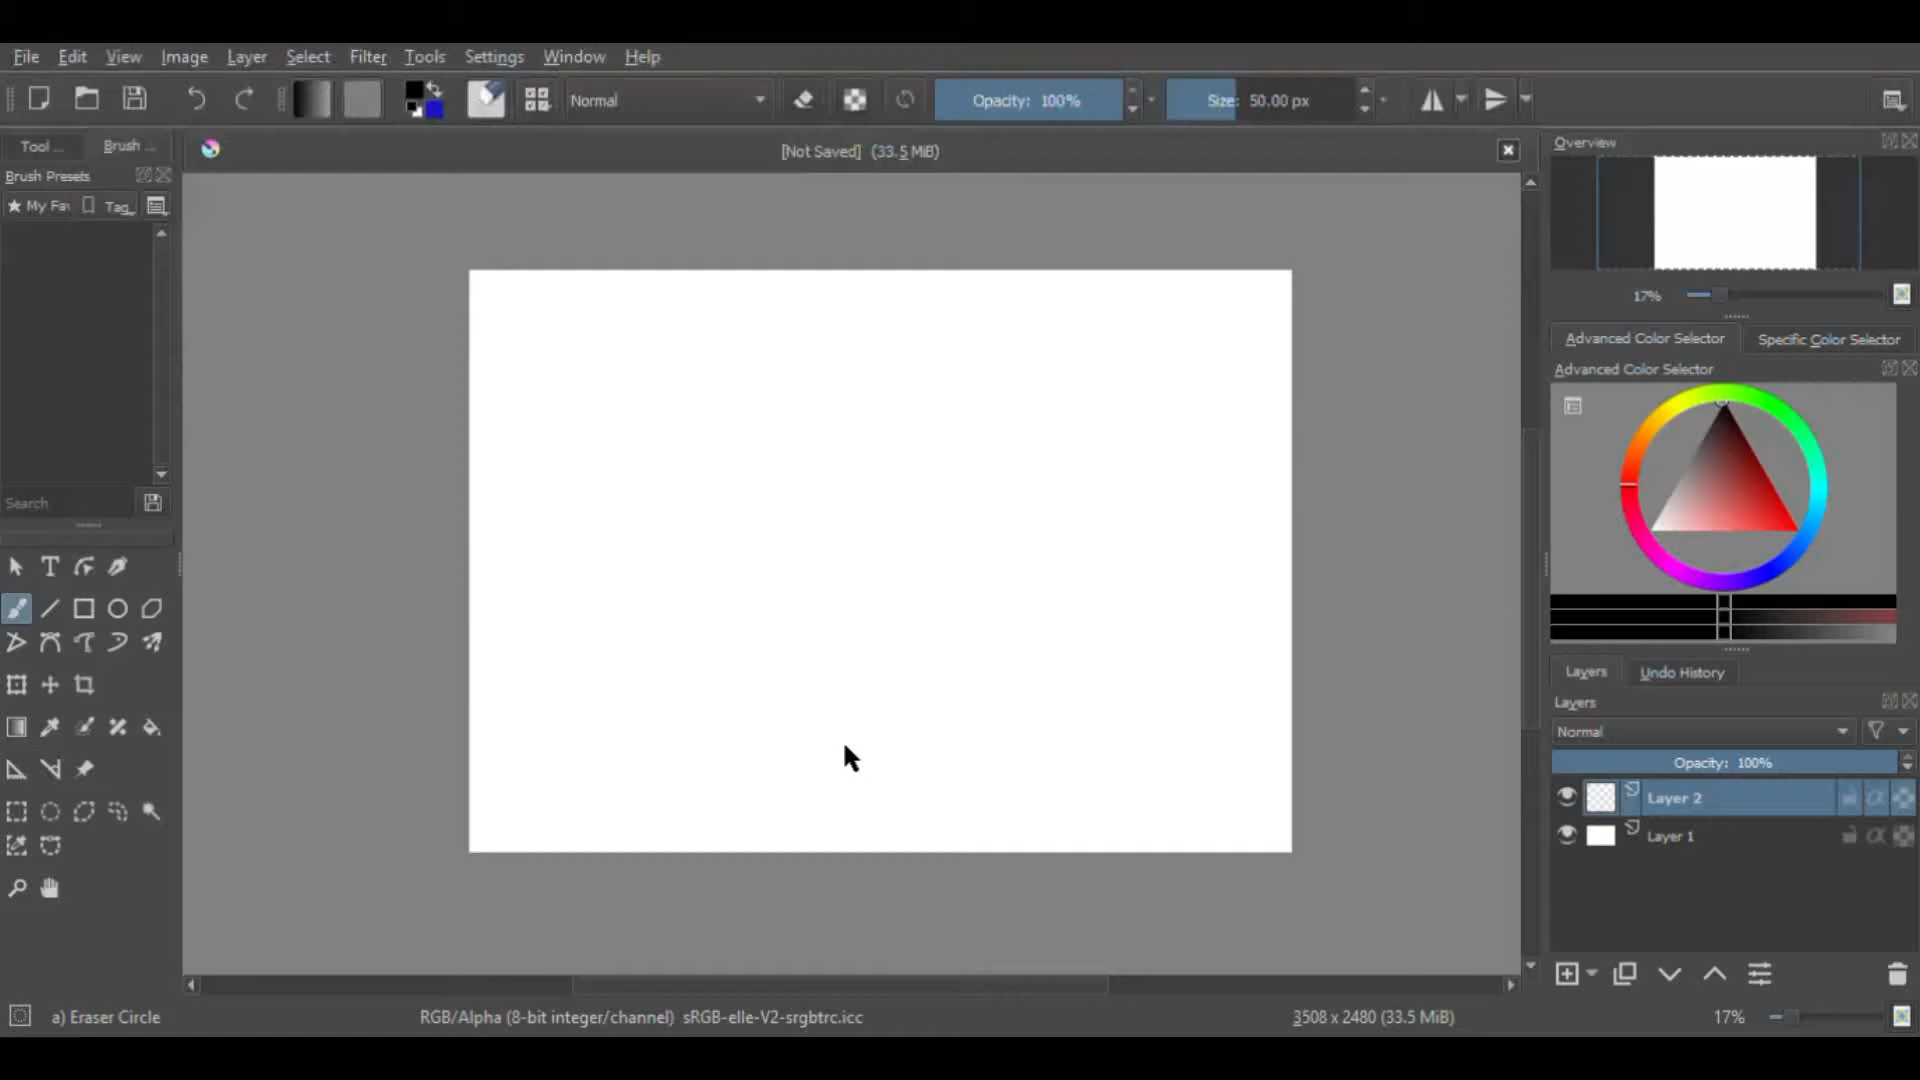 File Edit View Image Layer Select Filter Tools Settings Window Help
Normal Opacity: 100% Size: 50.00 px
Tool ... Brush ...
[Not Saved] (33.5 MiB)
Overview
Brush Presets
My Fav Tag
17%
Advanced Color Selector Specific Color Selector
Advanced Color Selector
Search
Layers Undo History
Layers
Normal
Opacity: 100%
Layer 2
Layer 1
a) Eraser Circle RGB/Alpha (8-bit integer/channel) sRGB-elle-V2-srgbtrc.icc 3508 x 2480 (33.5 MiB) 17%